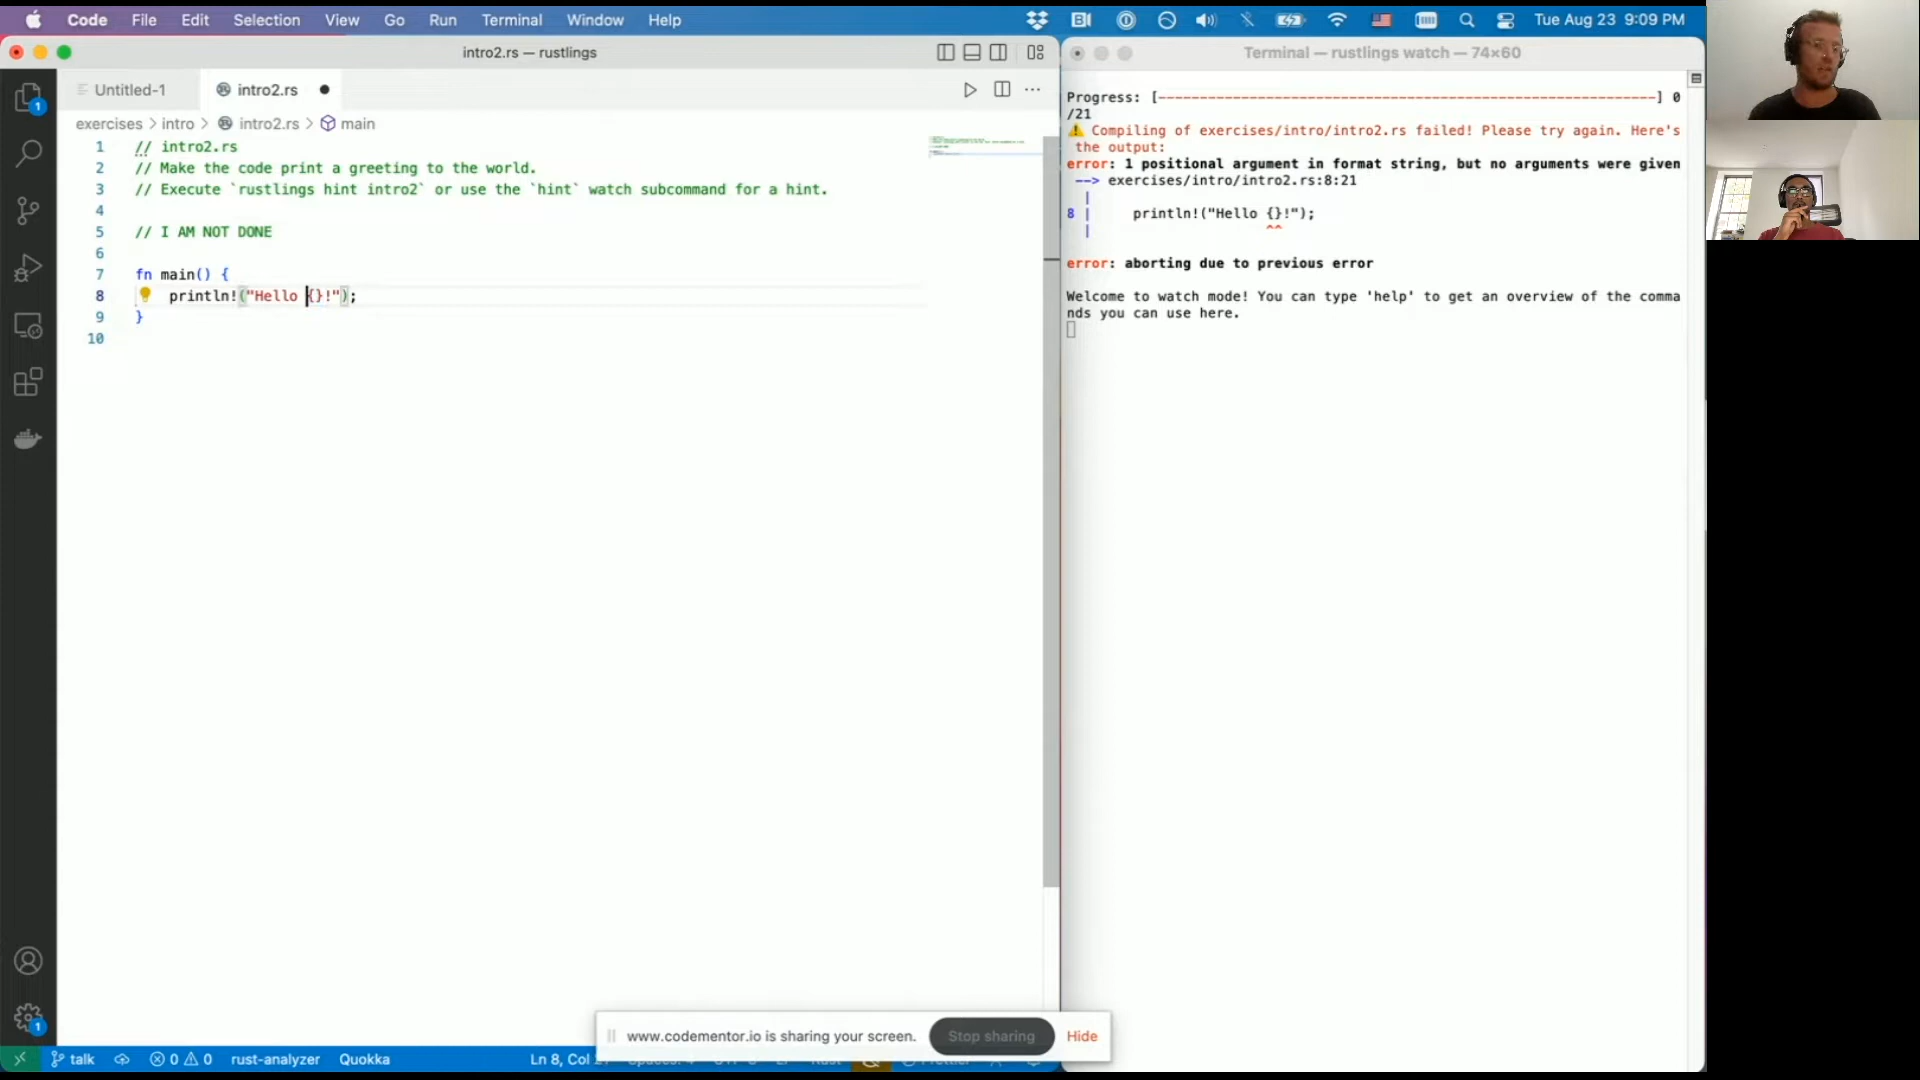 Code File Edit Selection View Go Run Terminal Window Help
Tue Aug 23 9:09 PM
intro2.rs — rustlings
Untitled-1
intro2.rs
exercises > intro > intro2.rs > main
1 // intro2.rs
2 // Make the code print a greeting to the world.
3 // Execute `rustlings hint intro2` or use the `hint` watch subcommand for a hint.
4
5 // I AM NOT DONE
6
7 fn main() {
8 println!("Hello {}!");
9 }
10
1
1
talk
0 0
rust-analyzer
Quokka
Ln 8, Col
Terminal — rustlings watch — 74×60
Progress: [------------------------------------------------------------] 0
/21
⚠️ Compiling of exercises/intro/intro2.rs failed! Please try again. Here's
the output:
error: 1 positional argument in format string, but no arguments were given
--> exercises/intro/intro2.rs:8:21
|
8 | println!("Hello {}!");
| ^^
error: aborting due to previous error
Welcome to watch mode! You can type 'help' to get an overview of the comma
nds you can use here.
www.codementor.io is sharing your screen.
Stop sharing
Hide